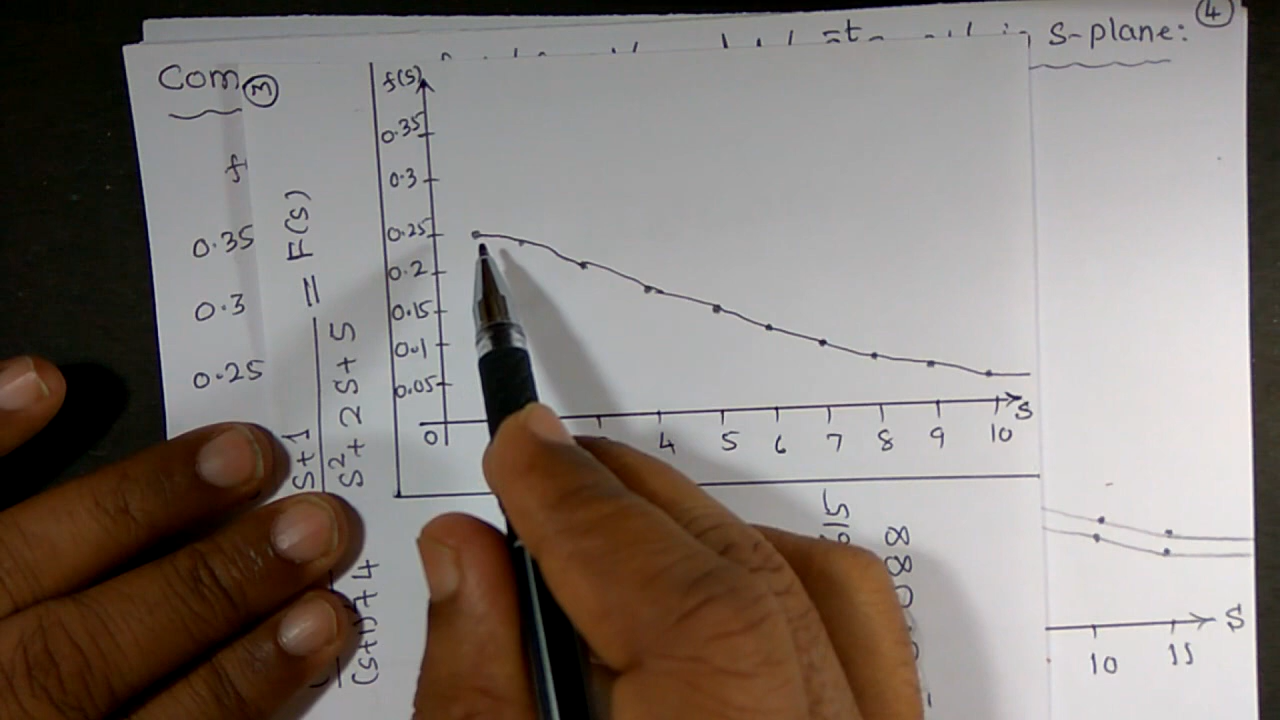 4
S-plane:
Com
3
f
0.35
0.3
0.25
S+1
S²+2S+5
= F(S)
(S+1)²+4
f(S)
0.35
0.3
0.25
0.2
0.15
0.1
0.05
0
4 5 6 7 8 9 10
S
10 15
S